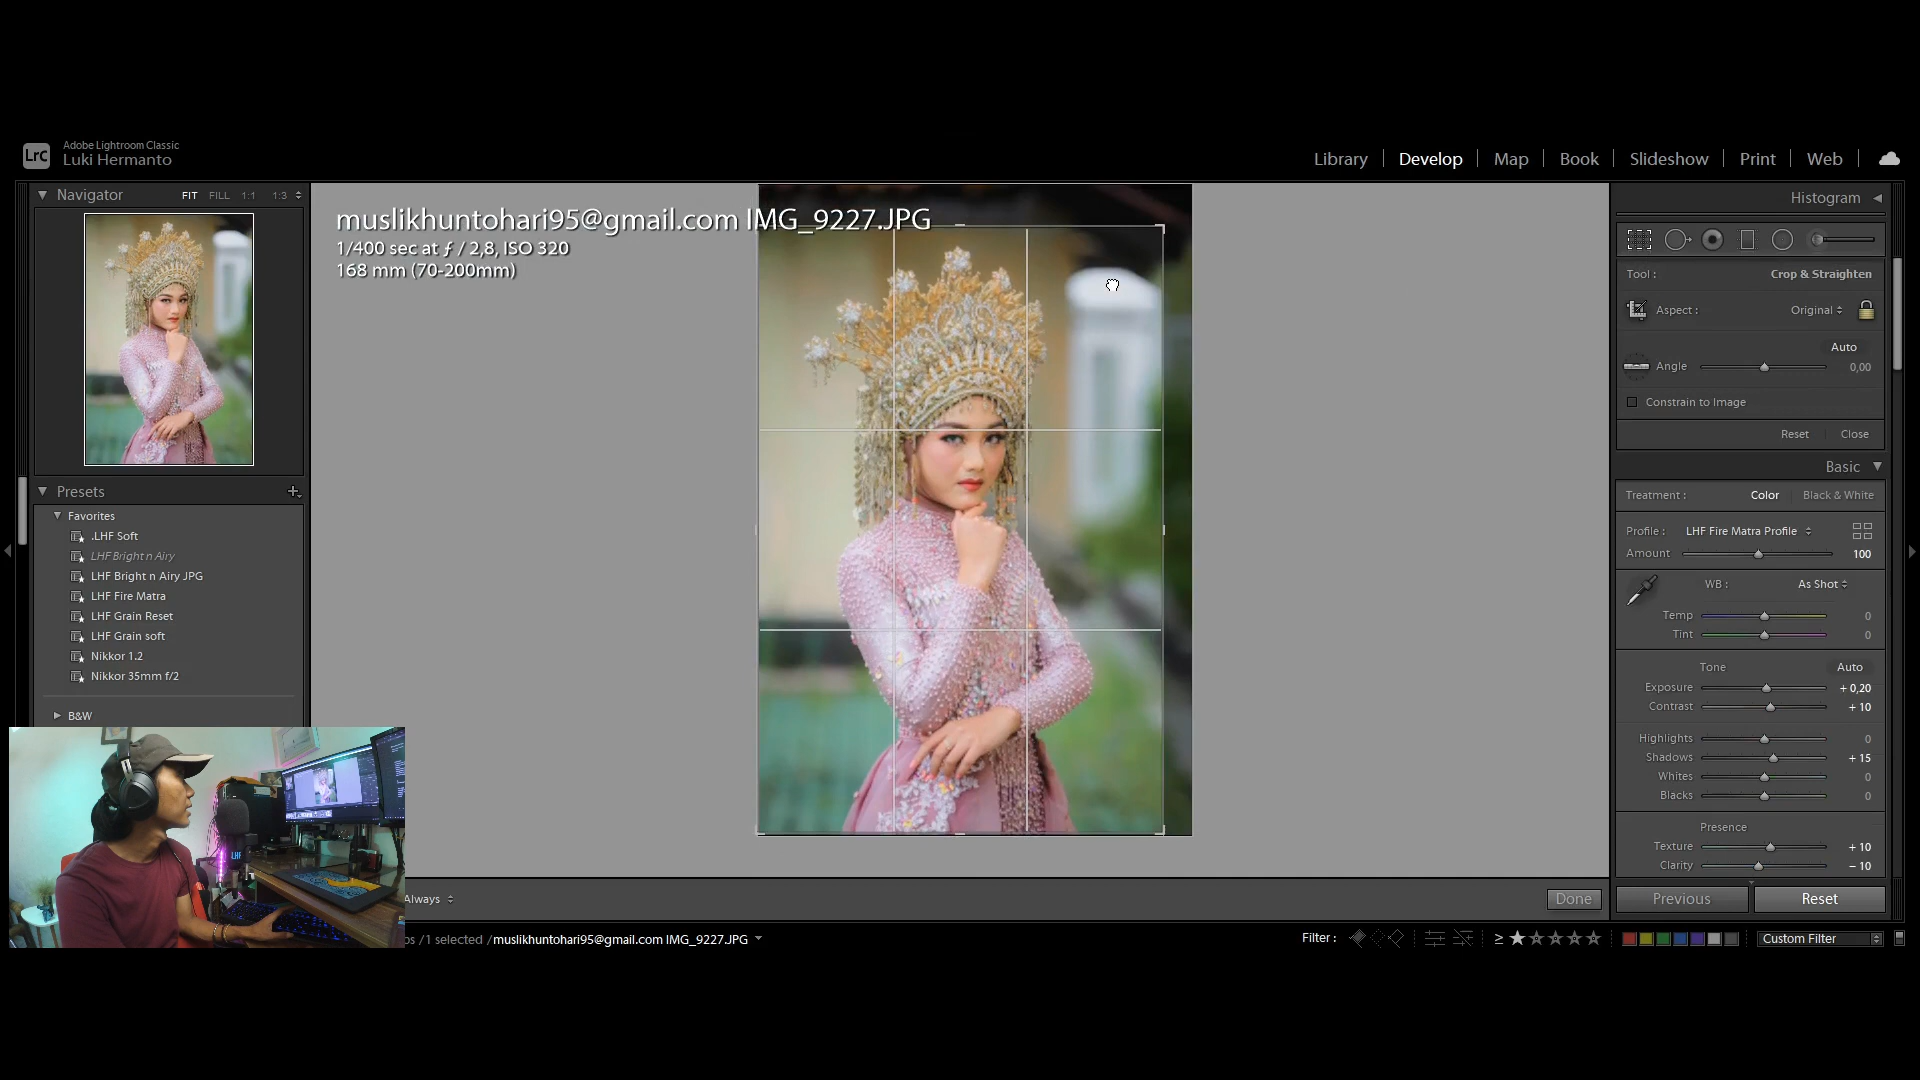 Lrc
Adobe Lightroom Classic
Luki Hermanto
Library
Develop
Map
Book
Slideshow
Print
Web
Navigator
FIT
FILL
1:1
1:3
muslikhuntohari95@gmail.com IMG_9227.JPG
1/400 sec at ƒ / 2,8, ISO 320
168 mm (70-200mm)
Presets
Favorites
.LHF Soft
LHF Bright n Airy
LHF Bright n Airy JPG
LHF Fire Matra
LHF Grain Reset
LHF Grain soft
Nikkor 1.2
Nikkor 35mm f/2
B&W
LHF
Histogram
Tool :
Crop & Straighten
Aspect :
Original
Auto
Angle
0,00
Constrain to Image
Reset
Close
Basic
Treatment :
Color
Black & White
Profile :
LHF Fire Matra Profile
Amount
100
WB :
As Shot
Temp
0
Tint
0
Tone
Auto
Exposure
+ 0,20
Contrast
+ 10
Highlights
0
Shadows
+ 15
Whites
0
Blacks
0
Presence
Texture
+ 10
Clarity
– 10
Always
Done
Previous
Reset
os / 1 selected / muslikhuntohari95@gmail.com IMG_9227.JPG
Filter :
≥
Custom Filter